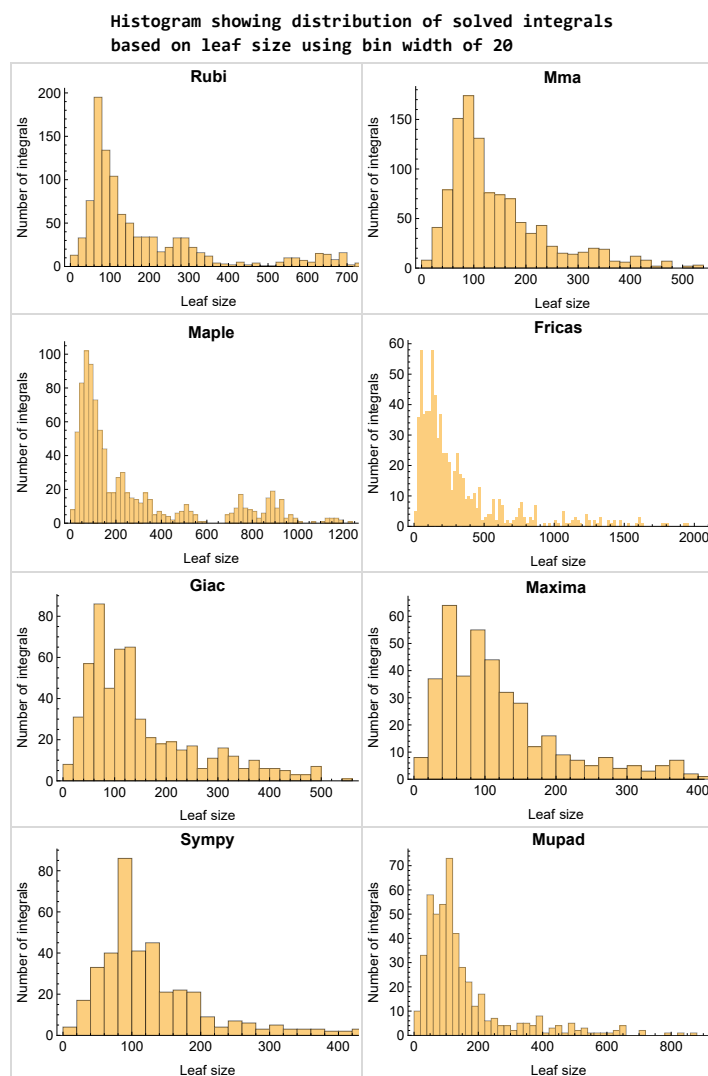 Histogram showing distribution of solved integrals
based on leaf size using bin width of 20
Rubi
Number of integrals
200
150
100
50
0
0 100 200 300 400 500 600 700
Leaf size
Mma
Number of integrals
150
100
50
0
0 100 200 300 400 500
Leaf size
Maple
Number of integrals
100
80
60
40
20
0
0 200 400 600 800 1000 1200
Leaf size
Fricas
Number of integrals
60
50
40
30
20
10
0
0 500 1000 1500 2000
Leaf size
Giac
Number of integrals
80
60
40
20
0
0 100 200 300 400 500
Leaf size
Maxima
Number of integrals
60
50
40
30
20
10
0
0 100 200 300 400
Leaf size
Sympy
Number of integrals
80
60
40
20
0
0 100 200 300 400
Leaf size
Mupad
Number of integrals
70
60
50
40
30
20
10
0
0 200 400 600 800
Leaf size